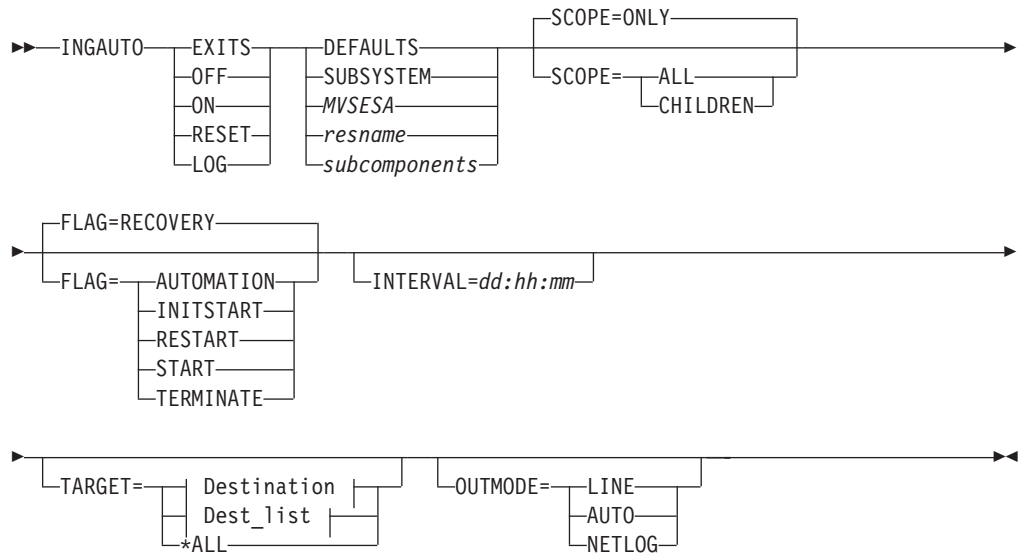 SCOPE=ONLY
INGAUTO EXITS DEFAULTS
OFF SUBSYSTEM SCOPE= ALL
ON MVSESA CHILDREN
RESET resname
LOG subcomponents
FLAG=RECOVERY
FLAG= AUTOMATION INTERVAL=dd:hh:mm
INITSTART
RESTART
START
TERMINATE
TARGET= Destination OUTMODE= LINE
Dest_list AUTO
*ALL NETLOG